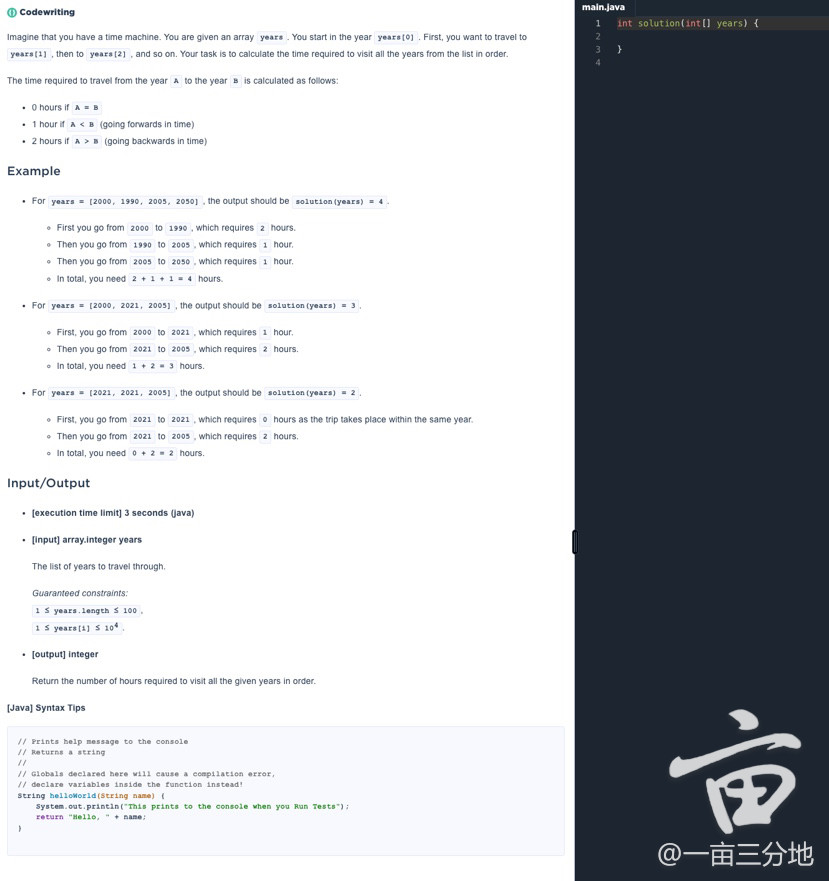 Codewriting
Imagine that you have a time machine. You are given an array years . You start in the year years[0] . First, you want to travel to
years[1] , then to years[2] , and so on. Your task is to calculate the time required to visit all the years from the list in order.
The time required to travel from the year A to the year B is calculated as follows:
• 0 hours if A = B
• 1 hour if A < B (going forwards in time)
• 2 hours if A > B (going backwards in time)
Example
• For years = [2000, 1990, 2005, 2050] , the output should be solution(years) = 4 .
First you go from 2000 to 1990 , which requires 2 hours.
Then you go from 1990 to 2005 , which requires 1 hour.
Then you go from 2005 to 2050 , which requires 1 hour.
In total, you need 2 + 1 + 1 = 4 hours.
• For years = [2000, 2021, 2005] , the output should be solution(years) = 3 .
First, you go from 2000 to 2021 , which requires 1 hour.
Then you go from 2021 to 2005 , which requires 2 hours.
In total, you need 1 + 2 = 3 hours.
• For years = [2021, 2021, 2005] , the output should be solution(years) = 2 .
First, you go from 2021 to 2021 , which requires 0 hours as the trip takes place within the same year.
Then you go from 2021 to 2005 , which requires 2 hours.
In total, you need 0 + 2 = 2 hours.
Input/Output
• [execution time limit] 3 seconds (java)
• [input] array.integer years
The list of years to travel through.
Guaranteed constraints:
1 ≤ years.length ≤ 100 ,
1 ≤ years[i] ≤ 10⁴ .
• [output] integer
Return the number of hours required to visit all the given years in order.
[Java] Syntax Tips
// Prints help message to the console
// Returns a string
//
// Globals declared here will cause a compilation error,
// declare variables inside the function instead!
String helloWorld(String name) {
System.out.println("This prints to the console when you Run Tests");
return "Hello, " + name;
}
main.java
1 int solution(int[] years) {
2
3 }
4
亩
@一亩三分地